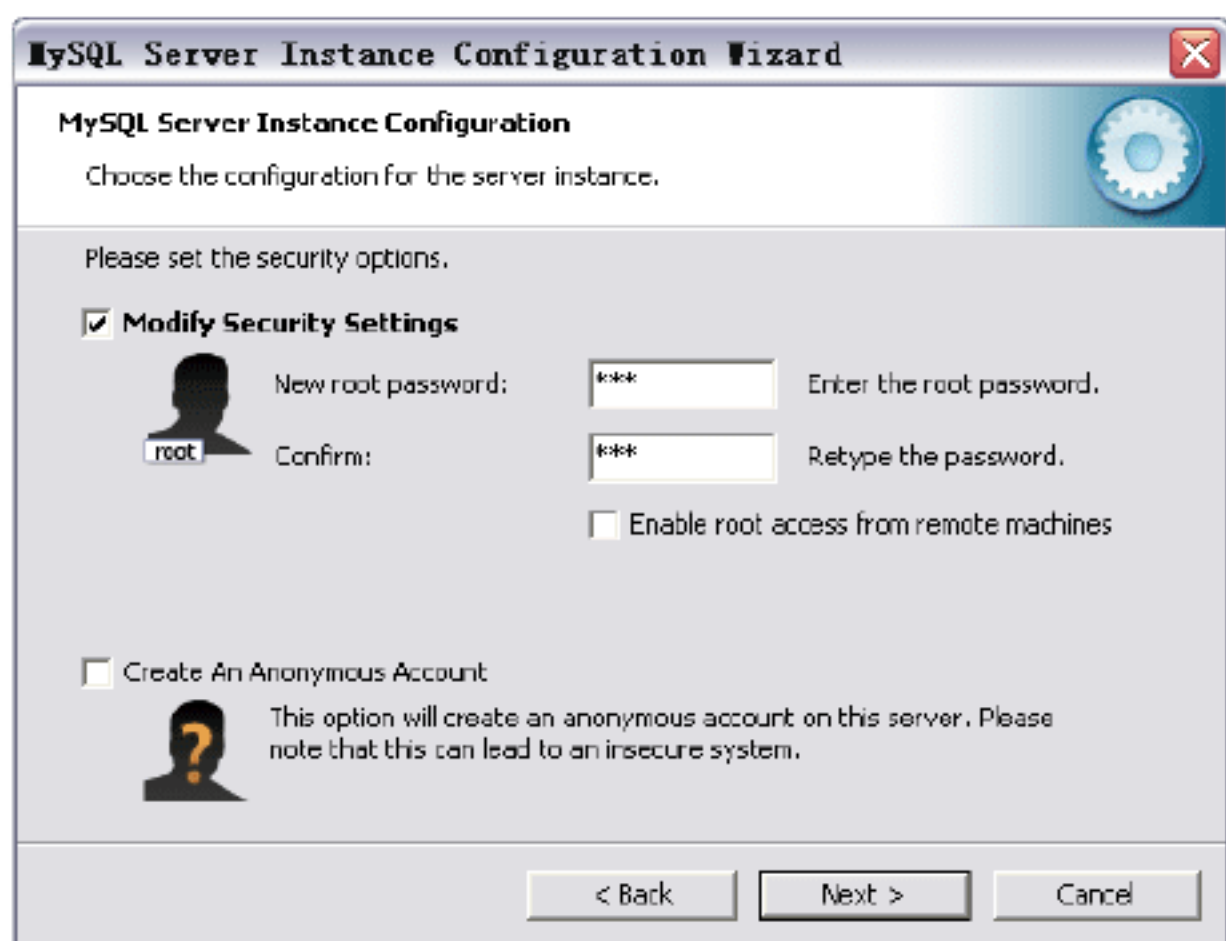 MySQL Server Instance Configuration Wizard
MySQL Server Instance Configuration
Choose the configuration for the server instance.
Please set the security options.
Modify Security Settings
New root password: *** Enter the root password.
root
Confirm: *** Retype the password.
Enable root access from remote machines
Create An Anonymous Account
This option will create an anonymous account on this server. Please
note that this can lead to an insecure system.
?
< Back Next > Cancel